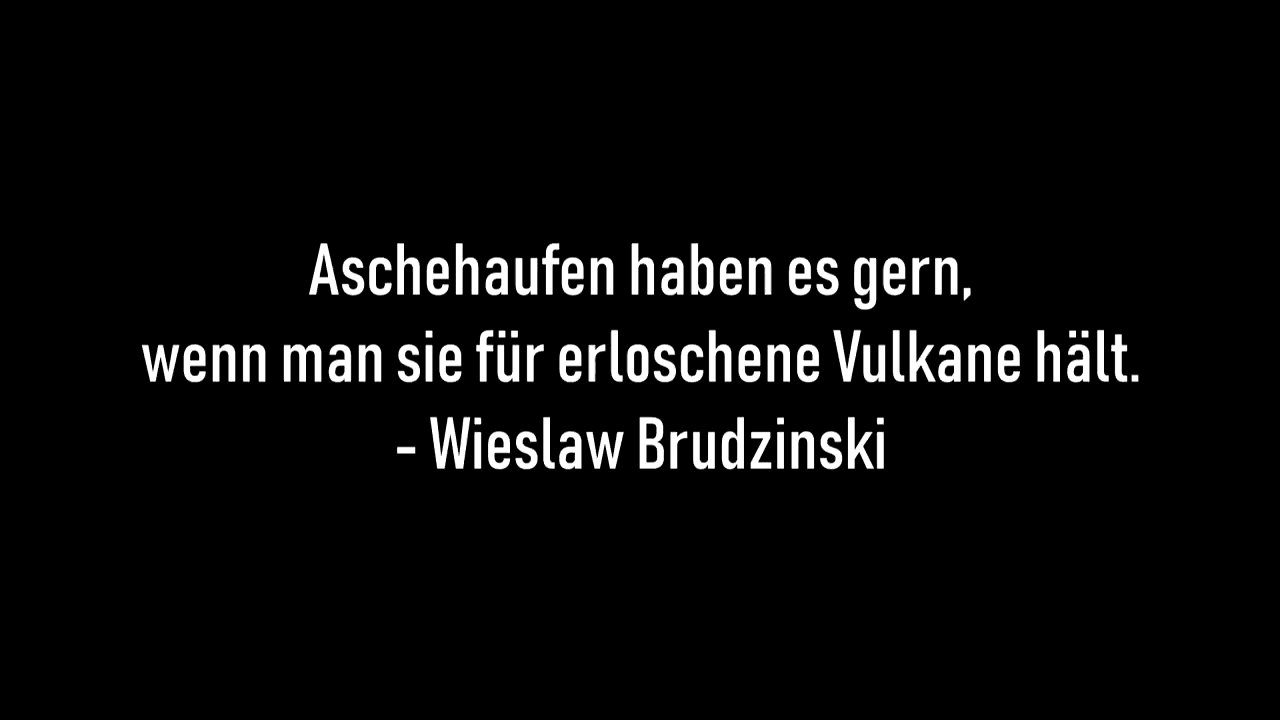 Aschehaufen haben es gern,
wenn man sie für erloschene Vulkane hält.
- Wieslaw Brudzinski